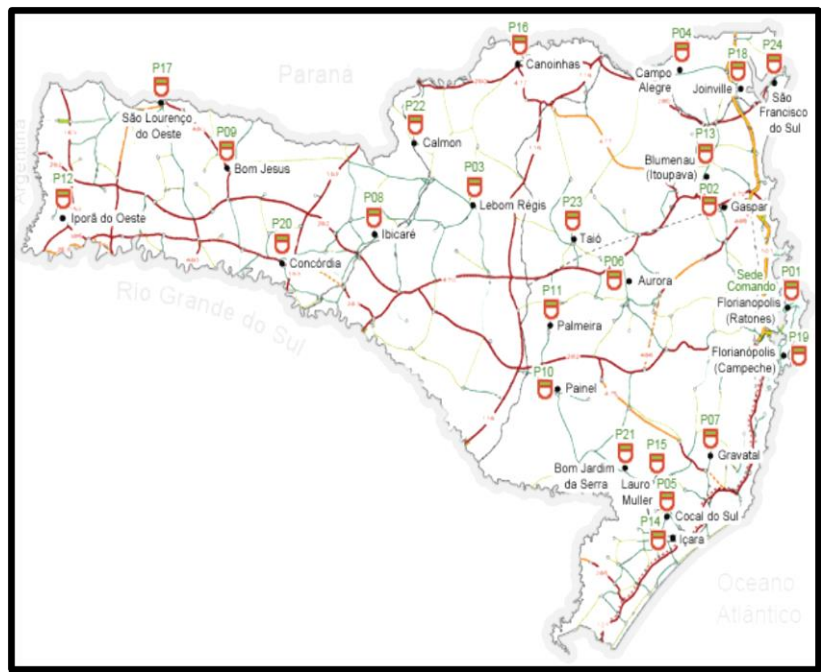 P16
Canoinhas
P04
Campo
Alegre
P18
Joinville
P24
São
Francisco
do Sul
Paraná
P17
São Lourenço
do Oeste
P22
Calmon
P09
Bom Jesus
P13
Blumenau
(Itoupava)
P03
Lebom Régis
P02
Gaspar
Argentina
P12
Iporã do Oeste
P08
Ibicaré
P23
Taió
P20
Concórdia
P06
Aurora
Sede
Comando
P01
Florianopolis
(Ratones)
Rio Grande do Sul
P11
Palmeira
P19
Florianópolis
(Campeche)
P10
Painel
P07
Gravatal
P21
Bom Jardim
da Serra
P15
Lauro
Muller
P05
Cocal do Sul
P14
Içara
Oceano
Atlântico